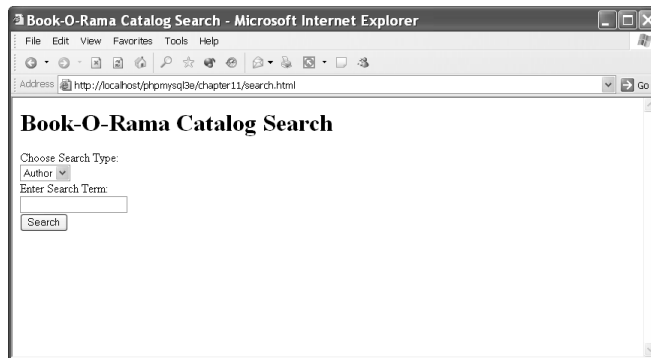 Book-O-Rama Catalog Search - Microsoft Internet Explorer
File Edit View Favorites Tools Help
Address http://localhost/phpmysql3e/chapter11/search.html Go
Book-O-Rama Catalog Search
Choose Search Type:
Author
Enter Search Term:
Search